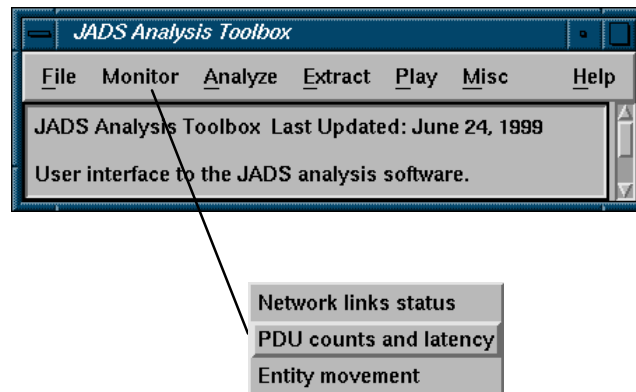 JADS Analysis Toolbox
File Monitor Analyze Extract Play Misc Help
JADS Analysis Toolbox Last Updated: June 24, 1999
User interface to the JADS analysis software.
Network links status
PDU counts and latency
Entity movement